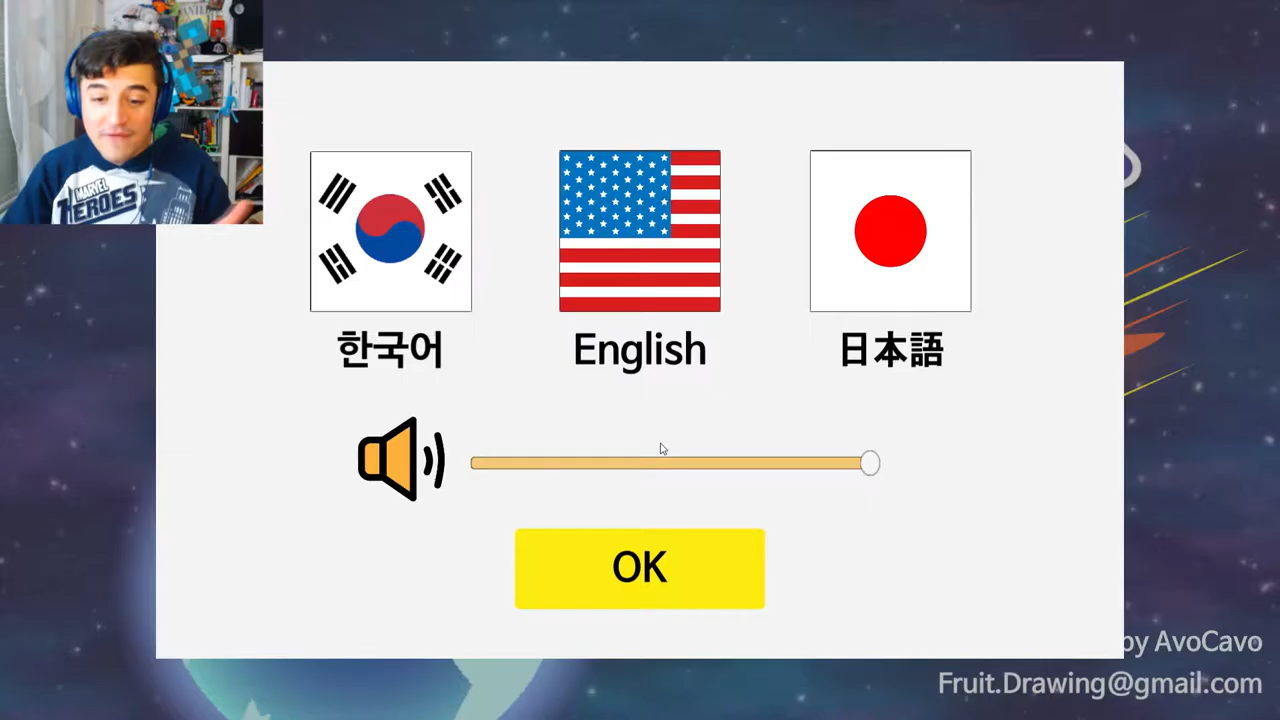 MARVEL
HEROES
한국어
English
日本語
OK
by AvoCavo
Fruit.Drawing@gmail.com